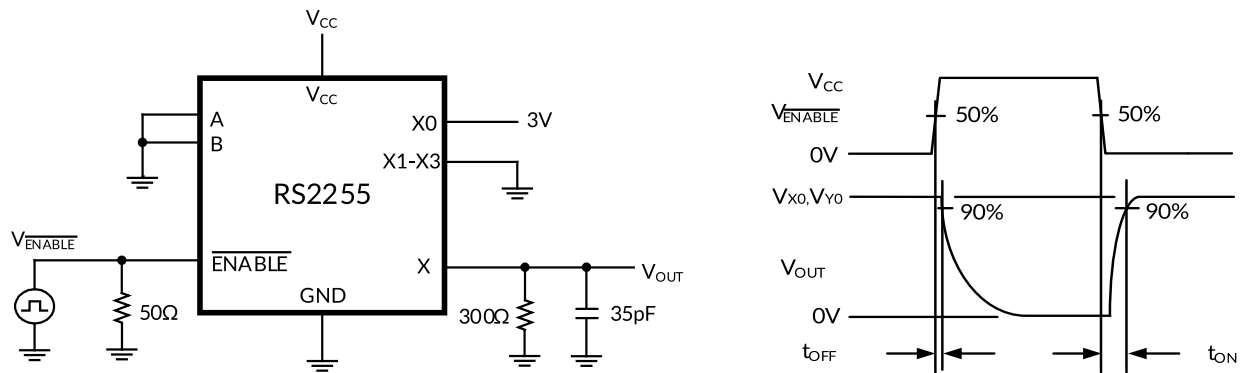 VCC
VCC
A
B
X0
3V
X1-X3
RS2255
VENABLE
ENABLE
X
VOUT
GND
50Ω
300Ω
35pF
VCC
VENABLE
50%
50%
0V
VX0,VY0
90%
90%
VOUT
0V
tOFF
tON